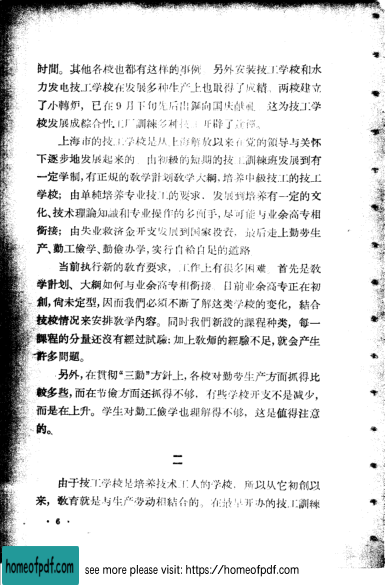 时間。其他各校也都有这样的事例 另外安装技工学校和水
力发电技工学校在发展多种生产上也取得了成績 两校建立
了小轉炉，已在9月下旬先后出鋼向国庆献礼 这为技工学
校发展成綜合性工厂訓練多种技工开辟了道路。
上海市的技工学校是从上海解放以来在党的領导与关怀
下逐步地发展起来的 由初級的短期的技工訓練班发展到有
一定学制，有正規的教学計划教学大綱，培养中級技工的技工
学校；由单純培养专业技工的要求，发展到培养有一定的文
化、技术理論知識和专业操作的多面手，尽可能与业余高专相
銜接；由失业救济金开支发展到国家投資，最后走上勤劳生
产、勤工儉学、勤儉办学，实行自給自足的道路
当前执行新的教育要求，工作上有很多困难 首先是教
学計划、大綱如何与业余高专相銜接 目前业余高专正在初
創，尙未定型，因而我們必須不断了解这类学校的变化，結合
技校情况来安排教学內容。同时我們新設的課程种类，每一
課程的分量还沒有經过試驗；加上教师的經驗不足，就会产生
許多問題。
另外，在貫彻“三勤”方針上，各校对勤劳生产方面抓得比
較多些，而在节儉方面还抓得不够，有些学校开支不是減少，
而是在上升。学生对勤工儉学也理解得不够，这是值得注意
的。
二
由于技工学校是培养技术工人的学校，所以从它初創以
来，教育就是与生产劳动相結合的。在最早开办的技工訓練
· 6 ·
homeofpdf.com
see more please visit: https://homeofpdf.com